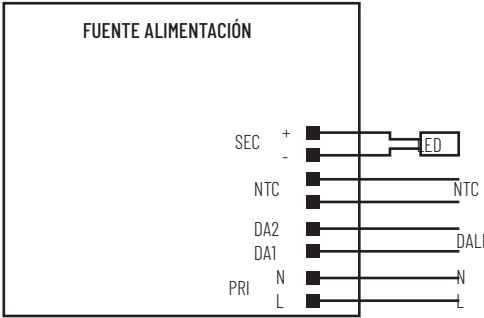 FUENTE ALIMENTACIÓN
+
SEC LED
-
NTC NTC
DA2
DALI
DA1
N N
PRI
L L